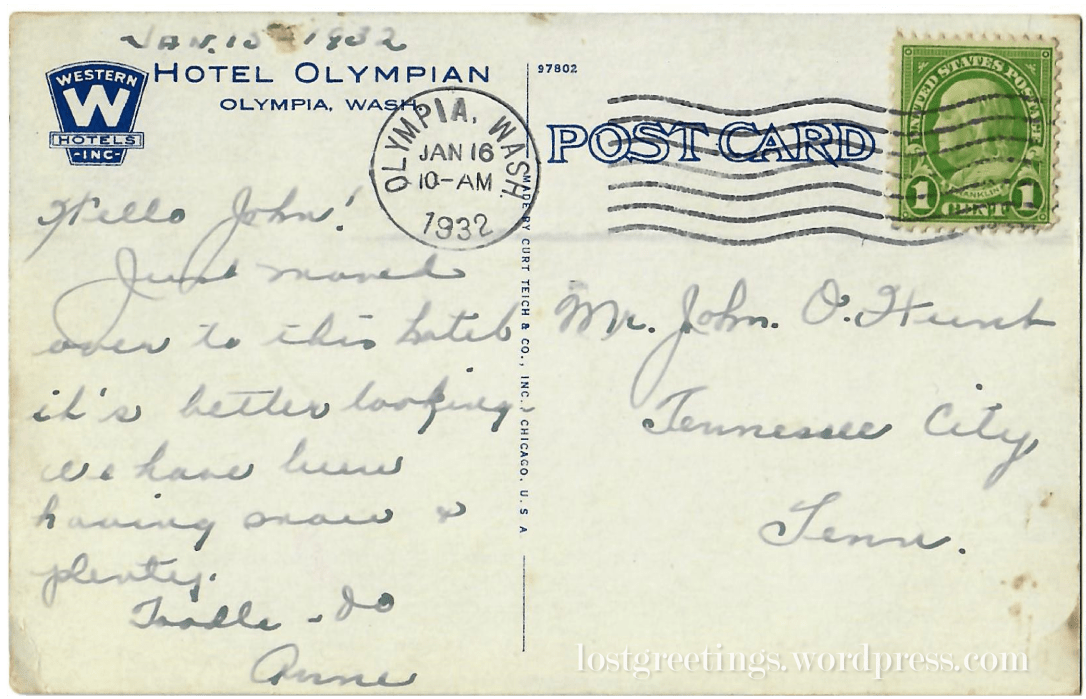 JAN. 15 - 1932
WESTERN
W
HOTELS
-INC-
HOTEL OLYMPIAN
OLYMPIA, WASH.
OLYMPIA, WASH.
JAN 16
10-AM
1932
97802
POST CARD
UNITED STATES POSTAGE
FRANKLIN
1 CENT 1
MADE BY CURT TEICH & CO., INC., CHICAGO, U. S. A
Hello John!
Just moved
over to this hotel
it's better looking.
we have been
having snow &
plenty.
Toodle - do
Anne
Mr. John. O. Hunt
Tennessee City
Tenn.
lostgreetings.wordpress.com